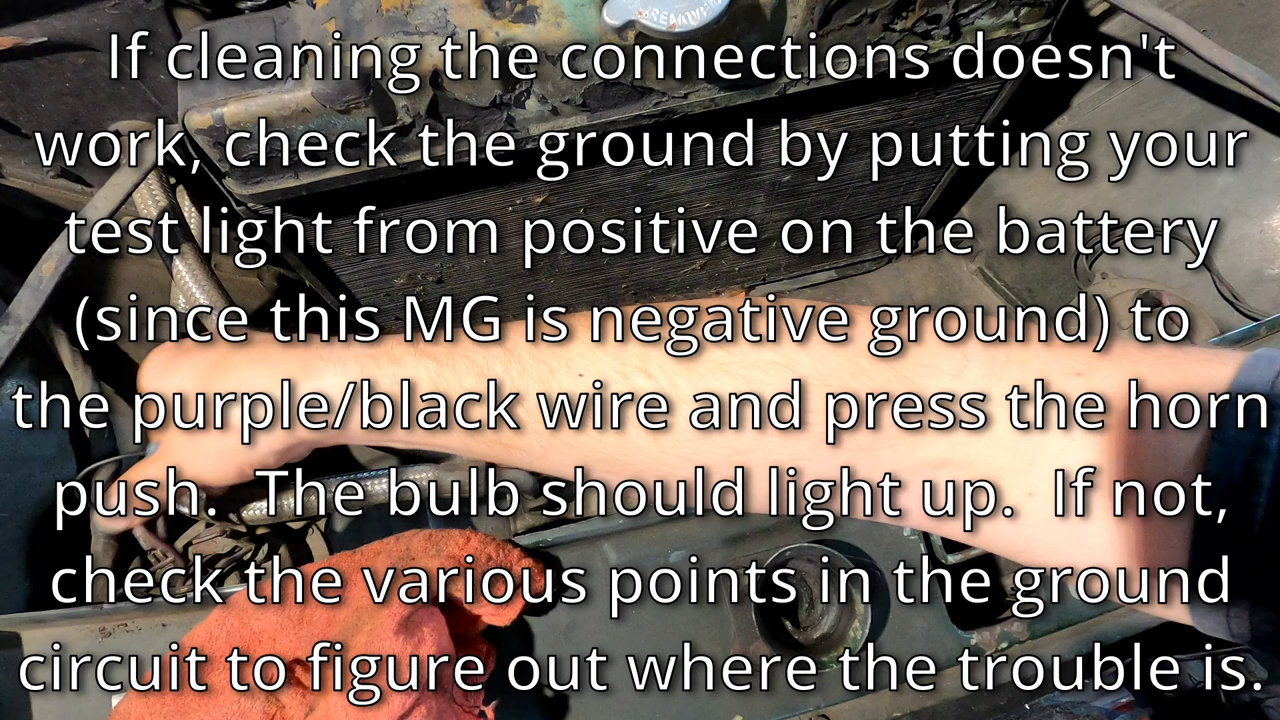 REMOVE
If cleaning the connections doesn't
work, check the ground by putting your
test light from positive on the battery
(since this MG is negative ground) to
the purple/black wire and press the horn
push.  The bulb should light up.  If not,
check the various points in the ground
circuit to figure out where the trouble is.